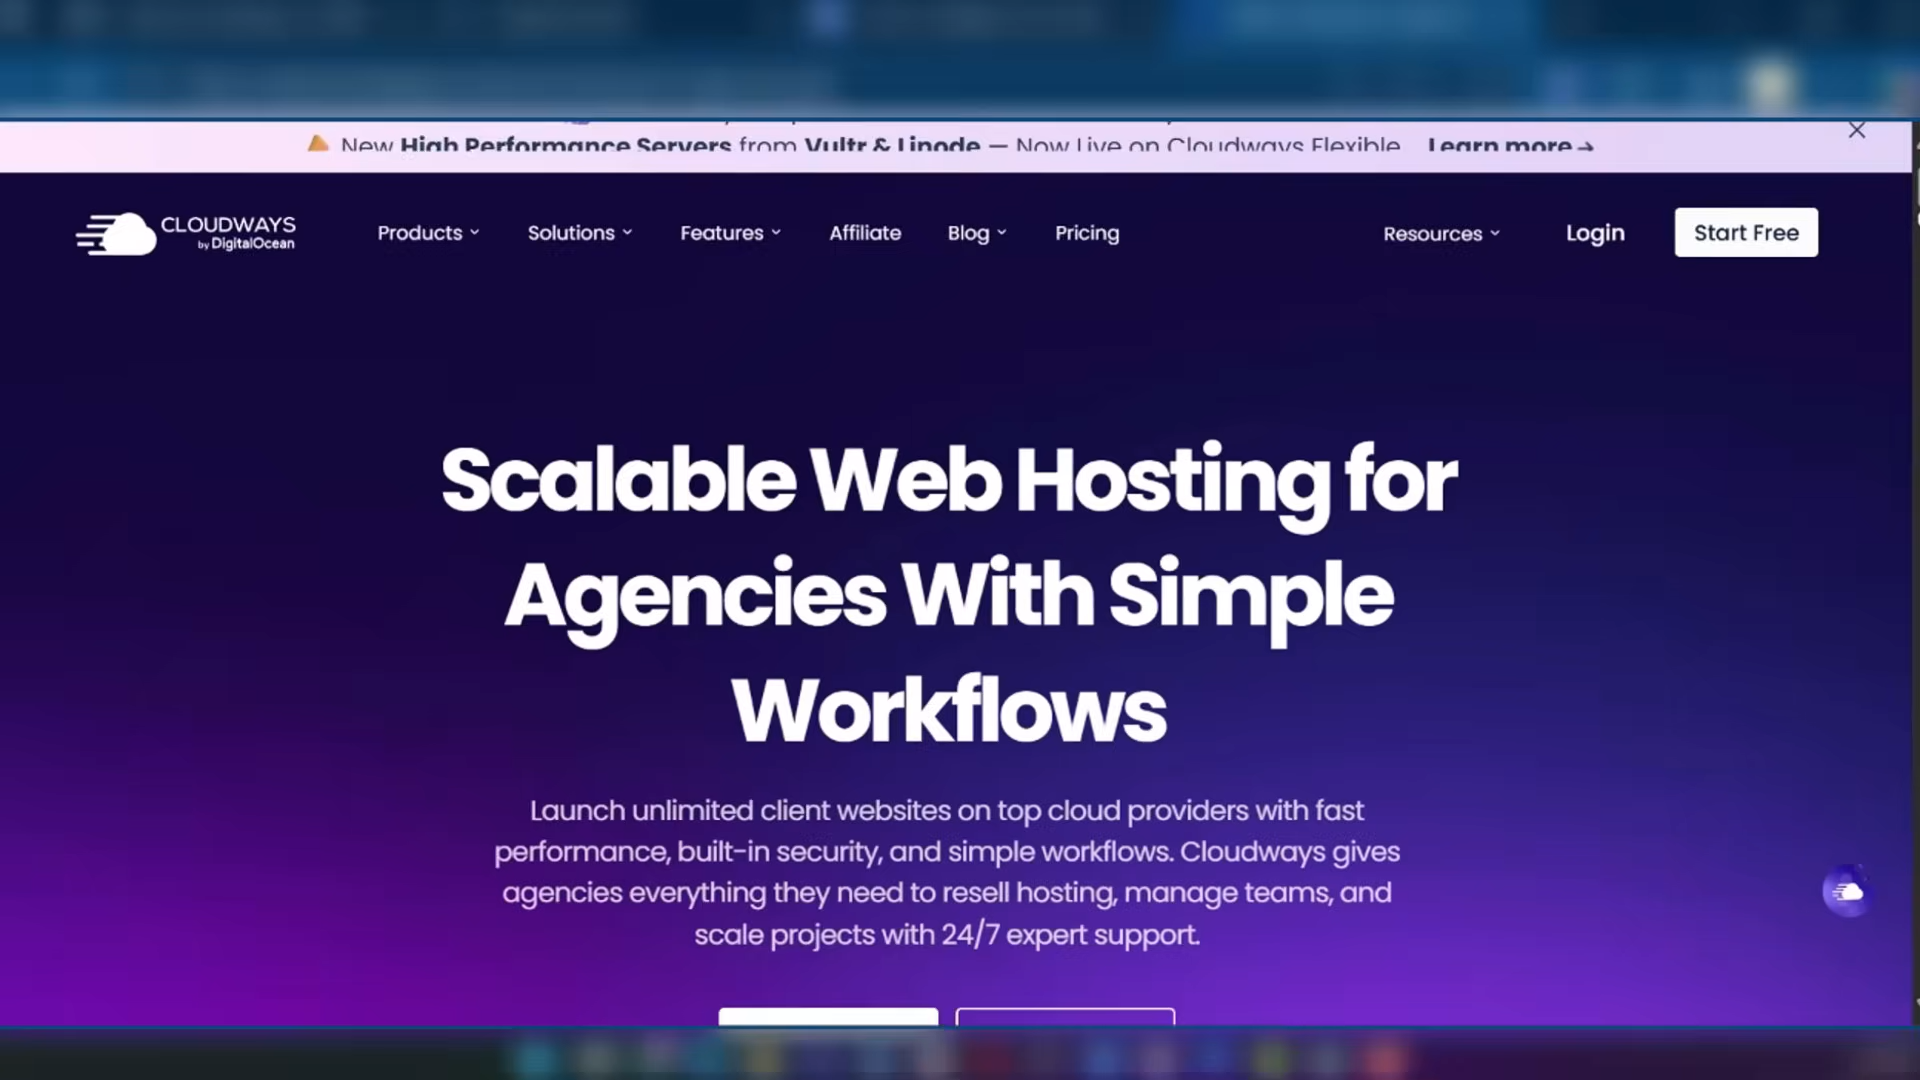 New High Performance Servers from Vultr & Linode — Now Live on Cloudways Flexible Learn more →
CLOUDWAYS
by DigitalOcean
Products
Solutions
Features
Affiliate
Blog
Pricing
Resources
Login
Start Free
Scalable Web Hosting for
Agencies With Simple
Workflows
Launch unlimited client websites on top cloud providers with fast
performance, built-in security, and simple workflows. Cloudways gives
agencies everything they need to resell hosting, manage teams, and
scale projects with 24/7 expert support.